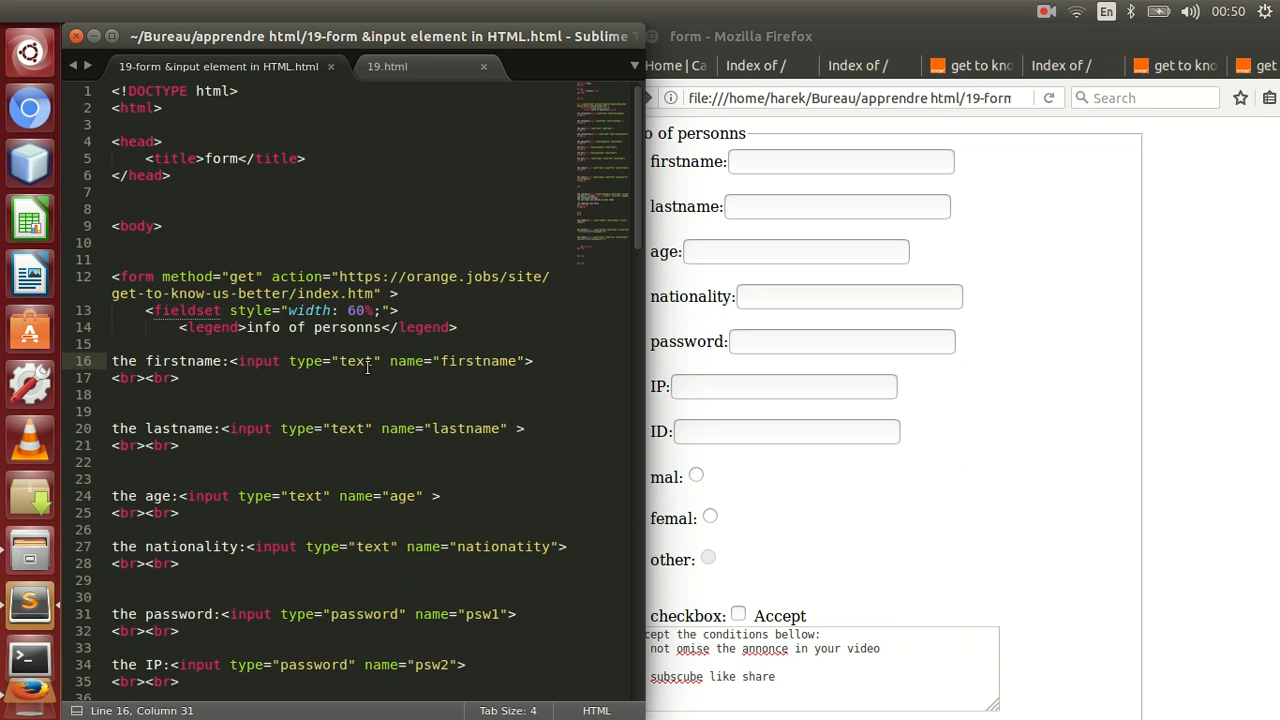 En
00:50
~/Bureau/apprendre html/19-form &input element in HTML.html - Sublime T
form - Mozilla Firefox
19-form &input element in HTML.html
19.html
Home | Ca
Index of /
Index of /
get to kno
Index of /
get to kno
get
file:///home/harek/Bureau/apprendre html/19-form
Search
1 <!DOCTYPE html>
2 <html>
3
4 <head>
5 <title>form</title>
6 </head>
7
8
9 <body>
10
11
12 <form method="get" action="https://orange.jobs/site/
get-to-know-us-better/index.htm" >
13 <fieldset style="width: 60%;">
14 <legend>info of personns</legend>
15
16 the firstname:<input type="text" name="firstname">
17 <br><br>
18
19
20 the lastname:<input type="text" name="lastname" >
21 <br><br>
22
23
24 the age:<input type="text" name="age" >
25 <br><br>
26
27 the nationality:<input type="text" name="nationatity">
28 <br><br>
29
30
31 the password:<input type="password" name="psw1">
32 <br><br>
33
34 the IP:<input type="password" name="psw2">
35 <br><br>
36
Line 16, Column 31
Tab Size: 4
HTML
o of personns
firstname:
lastname:
age:
nationality:
password:
IP:
ID:
mal:
femal:
other:
checkbox: Accept
cept the conditions bellow:
not omise the annonce in your video
subscube like share